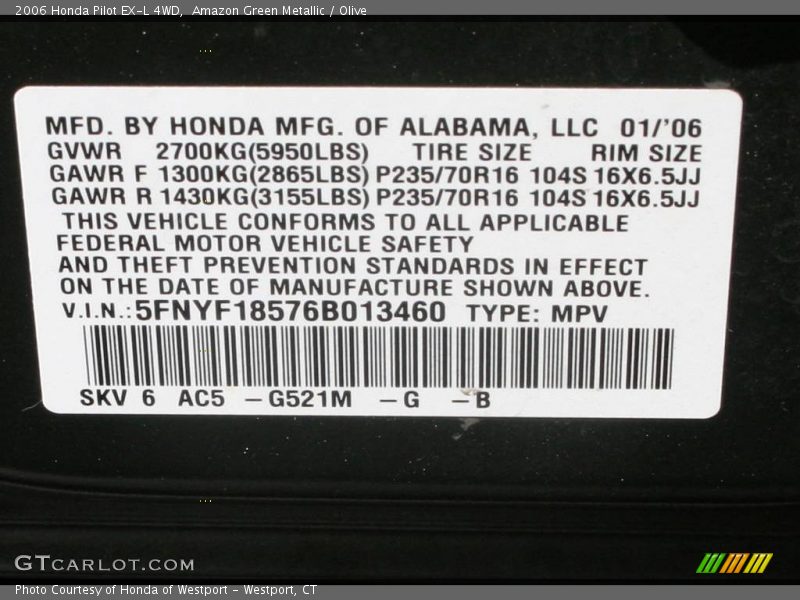 2006 Honda Pilot EX-L 4WD, Amazon Green Metallic / Olive
MFD. BY HONDA MFG. OF ALABAMA, LLC 01/'06
GVWR 2700KG(5950LBS) TIRE SIZE RIM SIZE
GAWR F 1300KG(2865LBS) P235/70R16 104S 16X6.5JJ
GAWR R 1430KG(3155LBS) P235/70R16 104S 16X6.5JJ
THIS VEHICLE CONFORMS TO ALL APPLICABLE
FEDERAL MOTOR VEHICLE SAFETY
AND THEFT PREVENTION STANDARDS IN EFFECT
ON THE DATE OF MANUFACTURE SHOWN ABOVE.
V.I.N.: 5FNYF18576B013460 TYPE: MPV
SKV 6 AC5 -G521M -G -B
GTCARLOT.COM
Photo Courtesy of Honda of Westport - Westport, CT